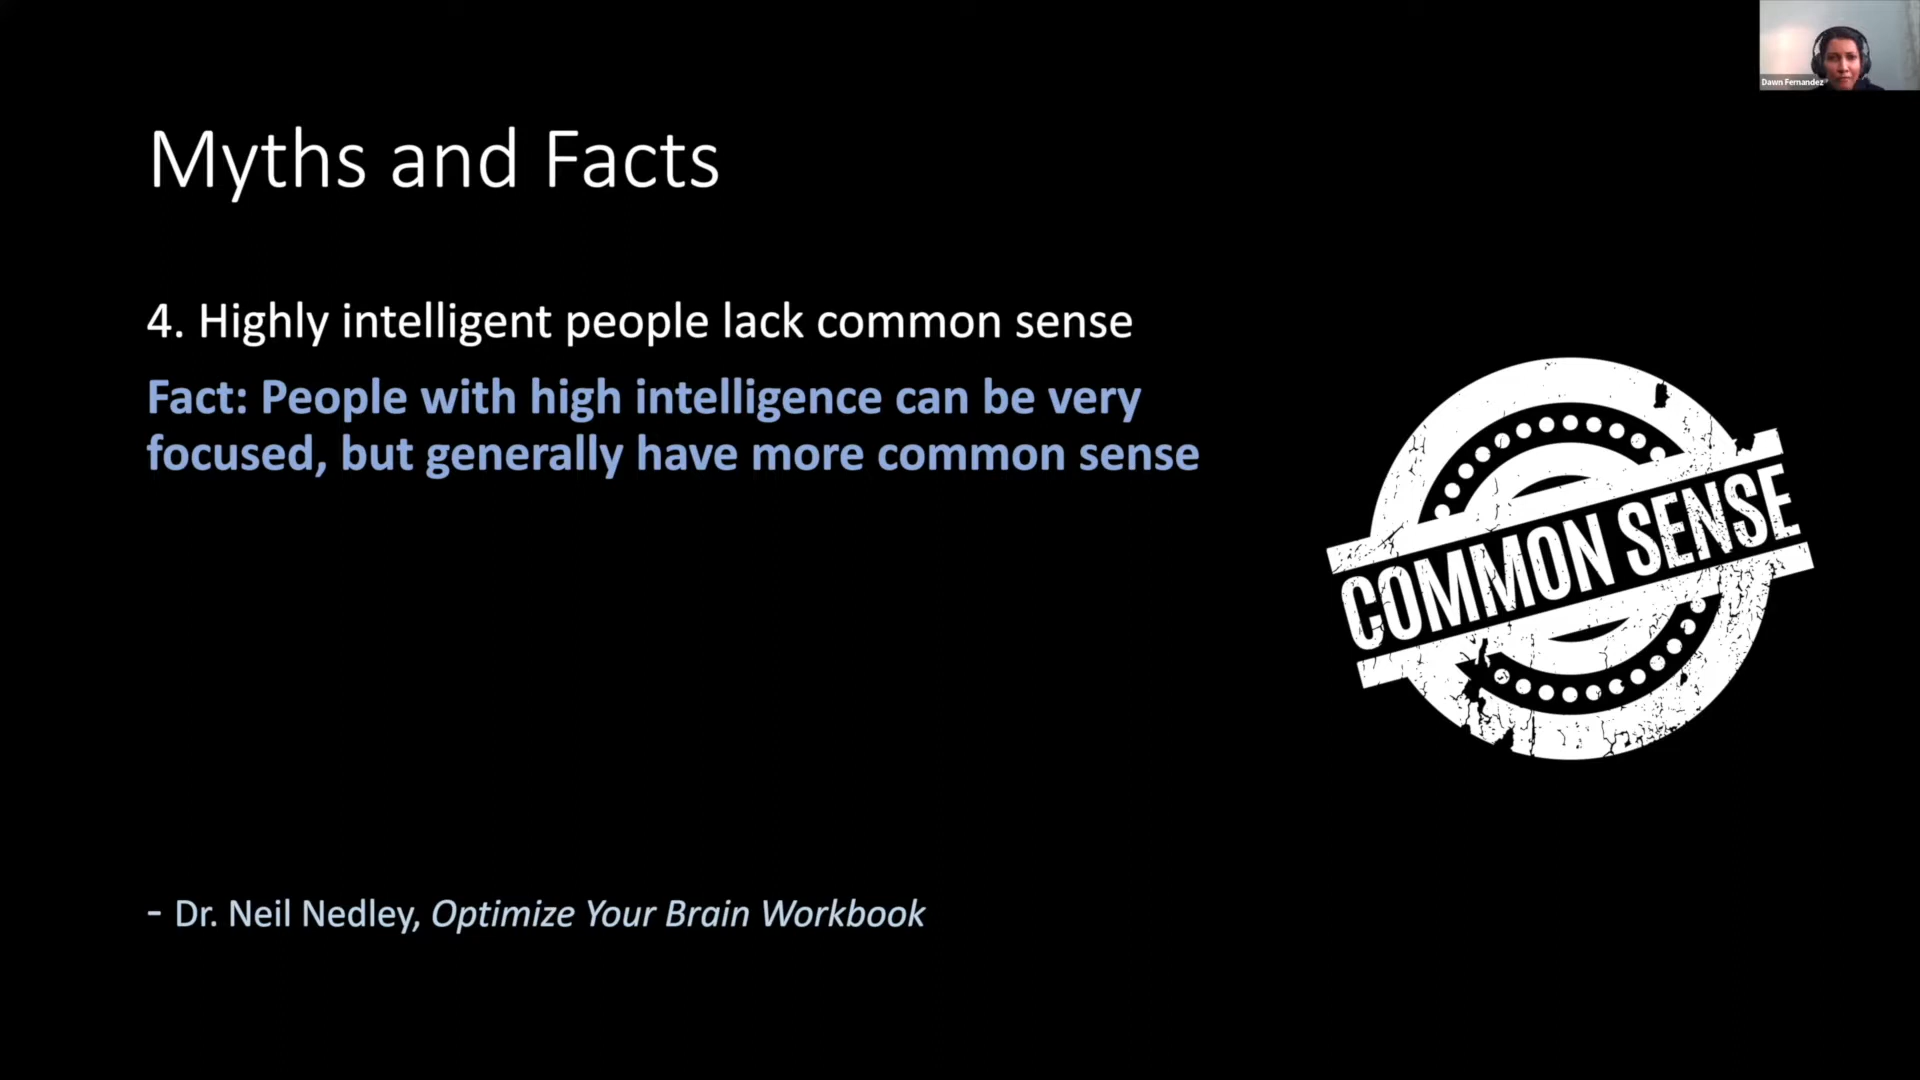 Dawn Fernandez
Myths and Facts
4. Highly intelligent people lack common sense
Fact: People with high intelligence can be very
focused, but generally have more common sense
COMMON SENSE
- Dr. Neil Nedley, Optimize Your Brain Workbook